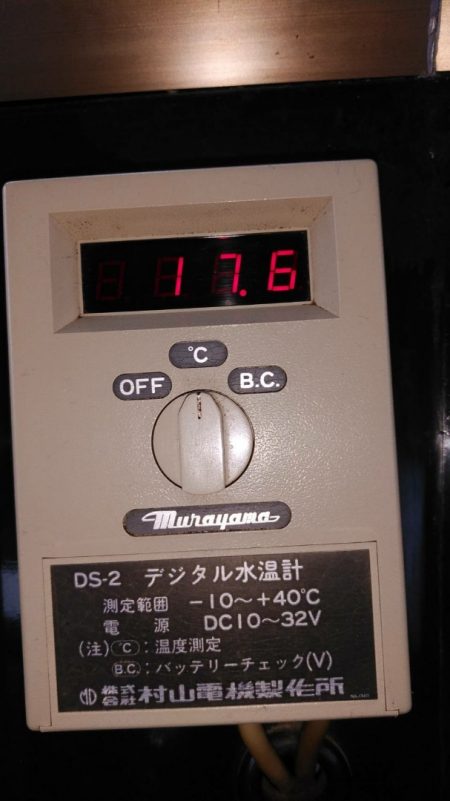 17.6
°C
OFF
B.C.
Murayama
DS-2 デジタル水温計
測定範囲 -10～+40℃
電源 DC10～32V
(注) ℃ : 温度測定
B.C. : バッテリーチェック(V)
株式会社 村山電機製作所